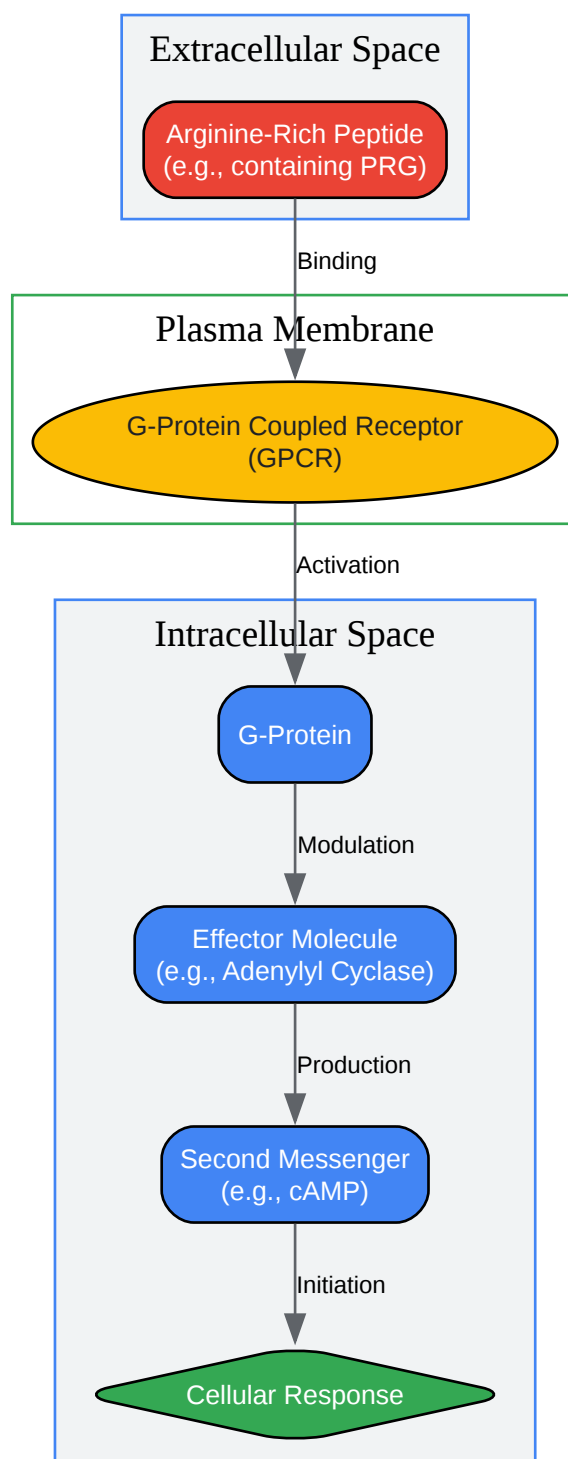 Extracellular Space
Arginine-Rich Peptide
(e.g., containing PRG)
Binding
Plasma Membrane
G-Protein Coupled Receptor
(GPCR)
Activation
Intracellular Space
G-Protein
Modulation
Effector Molecule
(e.g., Adenylyl Cyclase)
Production
Second Messenger
(e.g., cAMP)
Initiation
Cellular Response